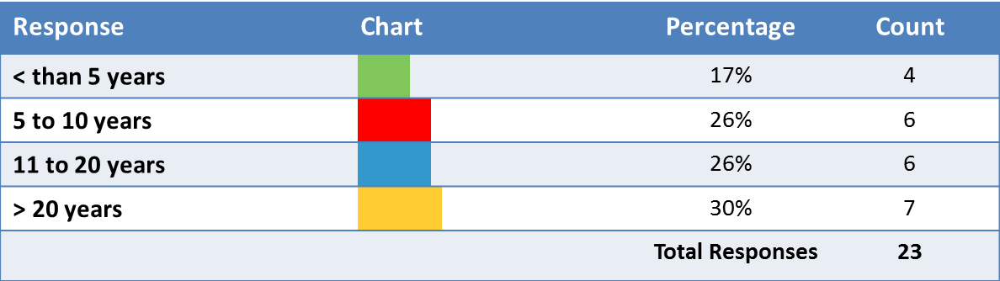 Response Chart Percentage Count
< than 5 years 17% 4
5 to 10 years 26% 6
11 to 20 years 26% 6
> 20 years 30% 7
Total Responses 23